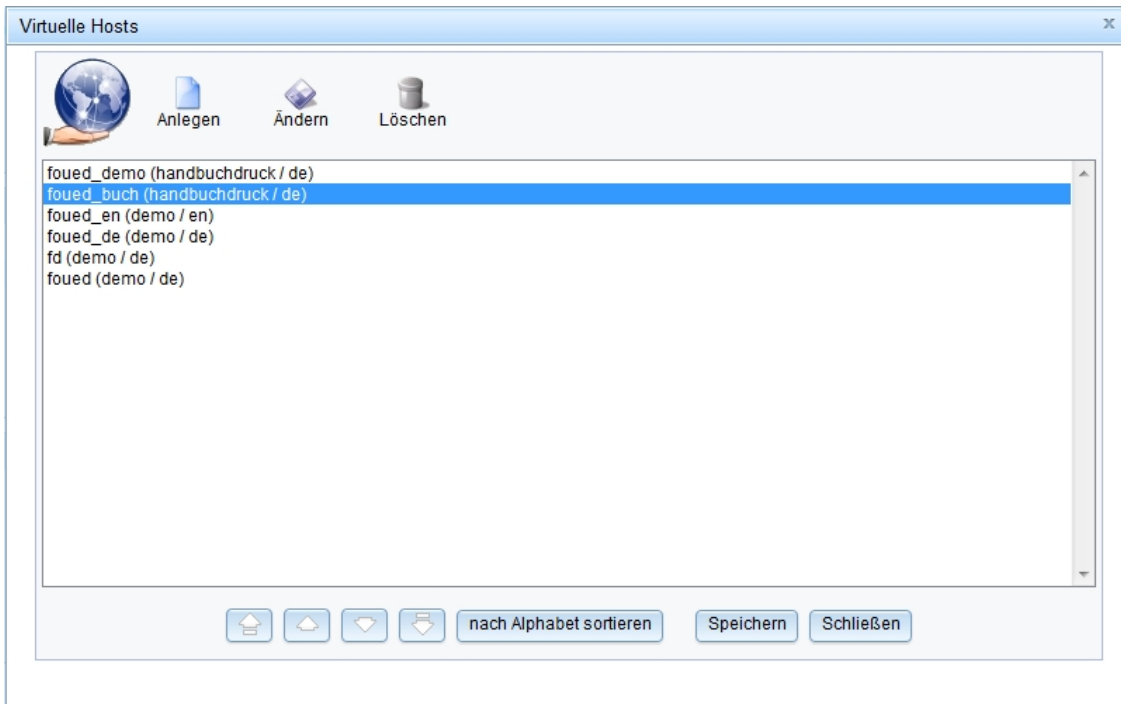 Virtuelle Hosts x
Anlegen Ändern Löschen
foued_demo (handbuchdruck / de)
foued_buch (handbuchdruck / de)
foued_en (demo / en)
foued_de (demo / de)
fd (demo / de)
foued (demo / de)
nach Alphabet sortieren Speichern Schließen